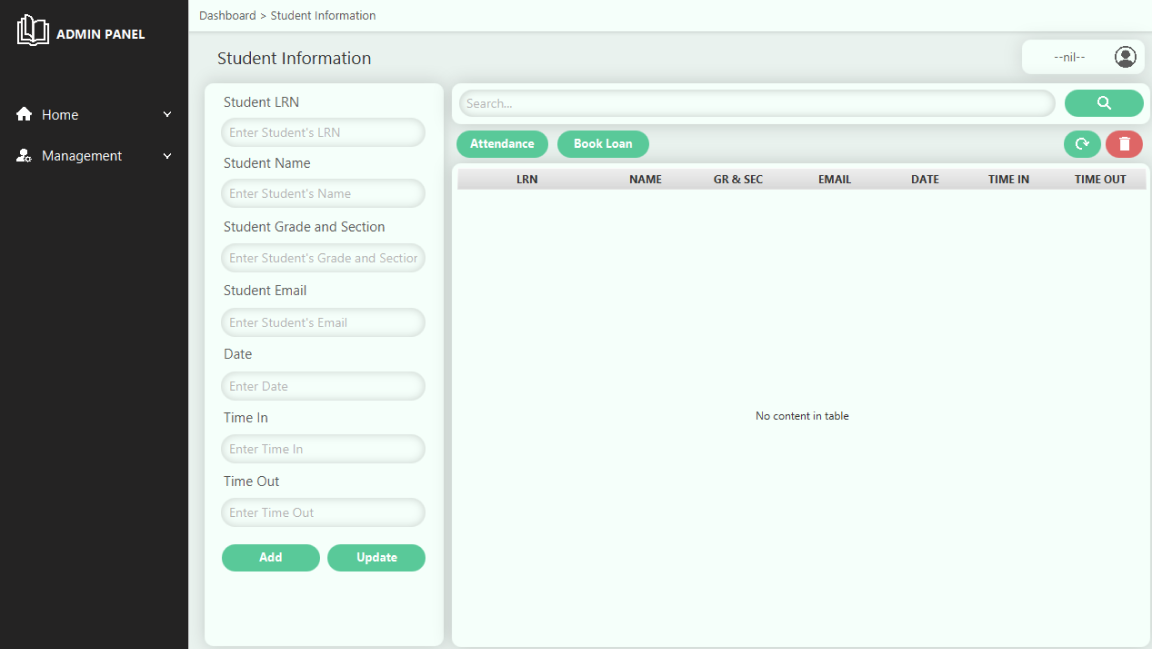 ADMIN PANEL
Home
Management
Dashboard > Student Information
Student Information
--nil--
Student LRN
Enter Student's LRN
Student Name
Enter Student's Name
Student Grade and Section
Enter Student's Grade and Section
Student Email
Enter Student's Email
Date
Enter Date
Time In
Enter Time In
Time Out
Enter Time Out
Add Update
Search...
Attendance Book Loan
LRN NAME GR & SEC EMAIL DATE TIME IN TIME OUT
No content in table